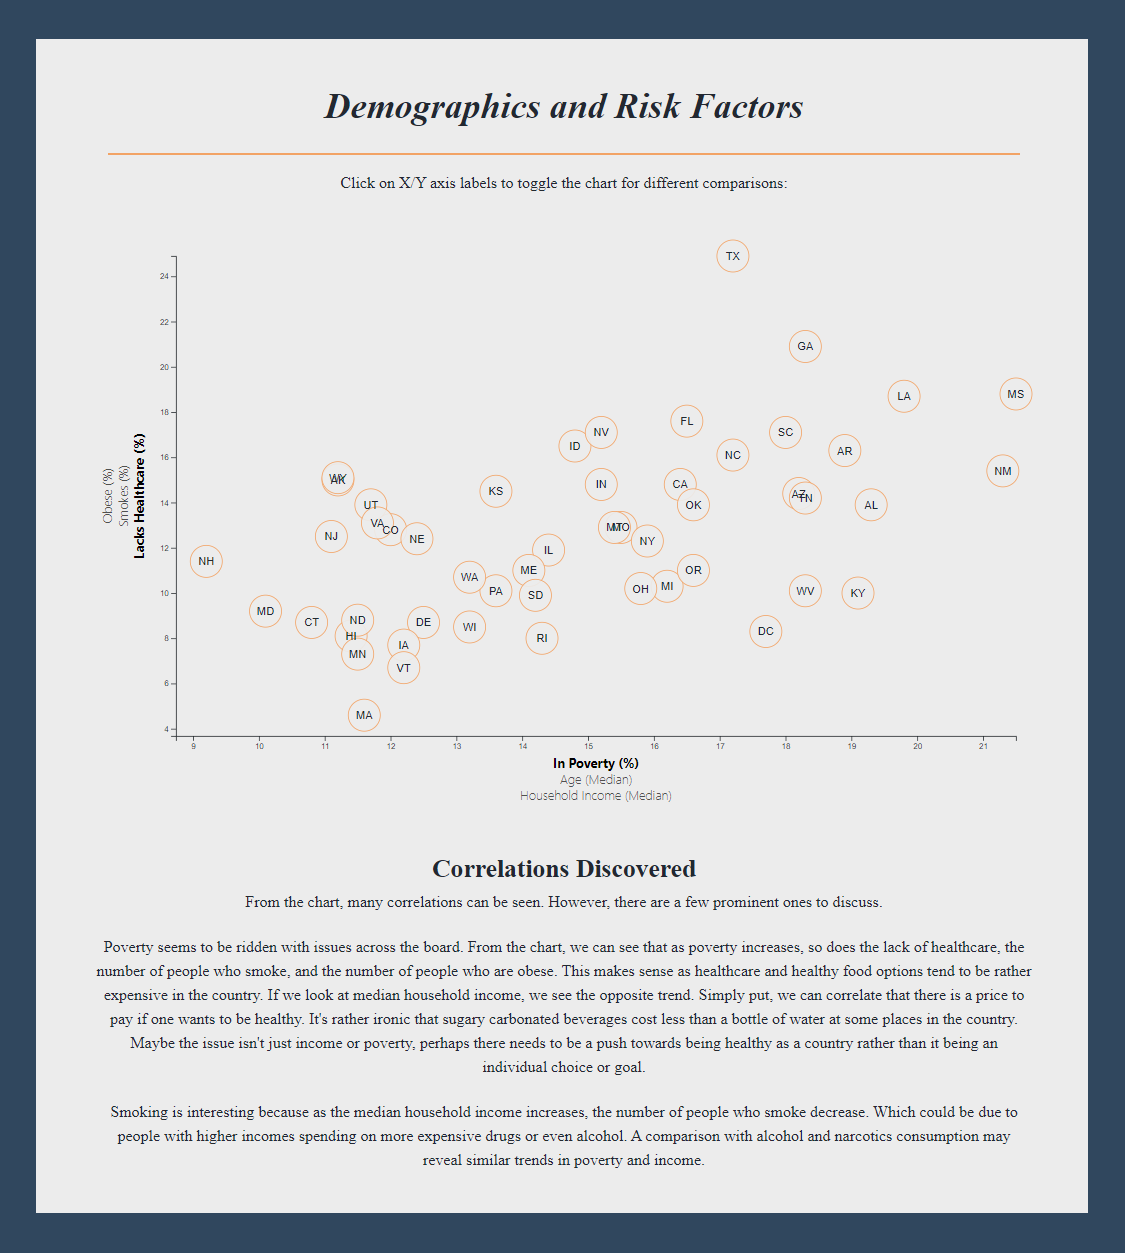 Demographics and Risk Factors
Click on X/Y axis labels to toggle the chart for different comparisons:
24
22
20
18
16
14
12
10
8
6
4
Obese (%)
Smokes (%)
Lacks Healthcare (%)
TX
GA
LA
MS
FL
NV
SC
ID
NC
AR
NM
WY
AK
KS
IN
CA
OK
AZ
TN
AL
UT
VA
CO
NE
NJ
MT
MO
NY
NH
IL
ME
WA
PA
SD
OR
OH
MI
WV
KY
MD
CT
ND
HI
MN
DE
WI
IA
VT
RI
DC
MA
9 10 11 12 13 14 15 16 17 18 19 20 21
In Poverty (%)
Age (Median)
Household Income (Median)
Correlations Discovered
From the chart, many correlations can be seen. However, there are a few prominent ones to discuss.
Poverty seems to be ridden with issues across the board. From the chart, we can see that as poverty increases, so does the lack of healthcare, the
number of people who smoke, and the number of people who are obese. This makes sense as healthcare and healthy food options tend to be rather
expensive in the country. If we look at median household income, we see the opposite trend. Simply put, we can correlate that there is a price to
pay if one wants to be healthy. It's rather ironic that sugary carbonated beverages cost less than a bottle of water at some places in the country.
Maybe the issue isn't just income or poverty, perhaps there needs to be a push towards being healthy as a country rather than it being an
individual choice or goal.
Smoking is interesting because as the median household income increases, the number of people who smoke decrease. Which could be due to
people with higher incomes spending on more expensive drugs or even alcohol. A comparison with alcohol and narcotics consumption may
reveal similar trends in poverty and income.